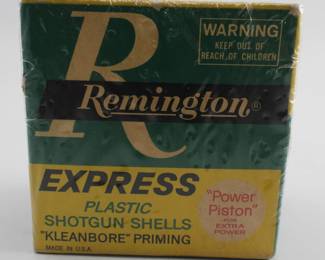 WARNING
KEEP OUT OF
REACH OF CHILDREN
R
Remington®
EXPRESS
PLASTIC
SHOTGUN SHELLS
"KLEANBORE" PRIMING
MADE IN U.S.A.
"Power
Piston"
FOR
EXTRA
POWER